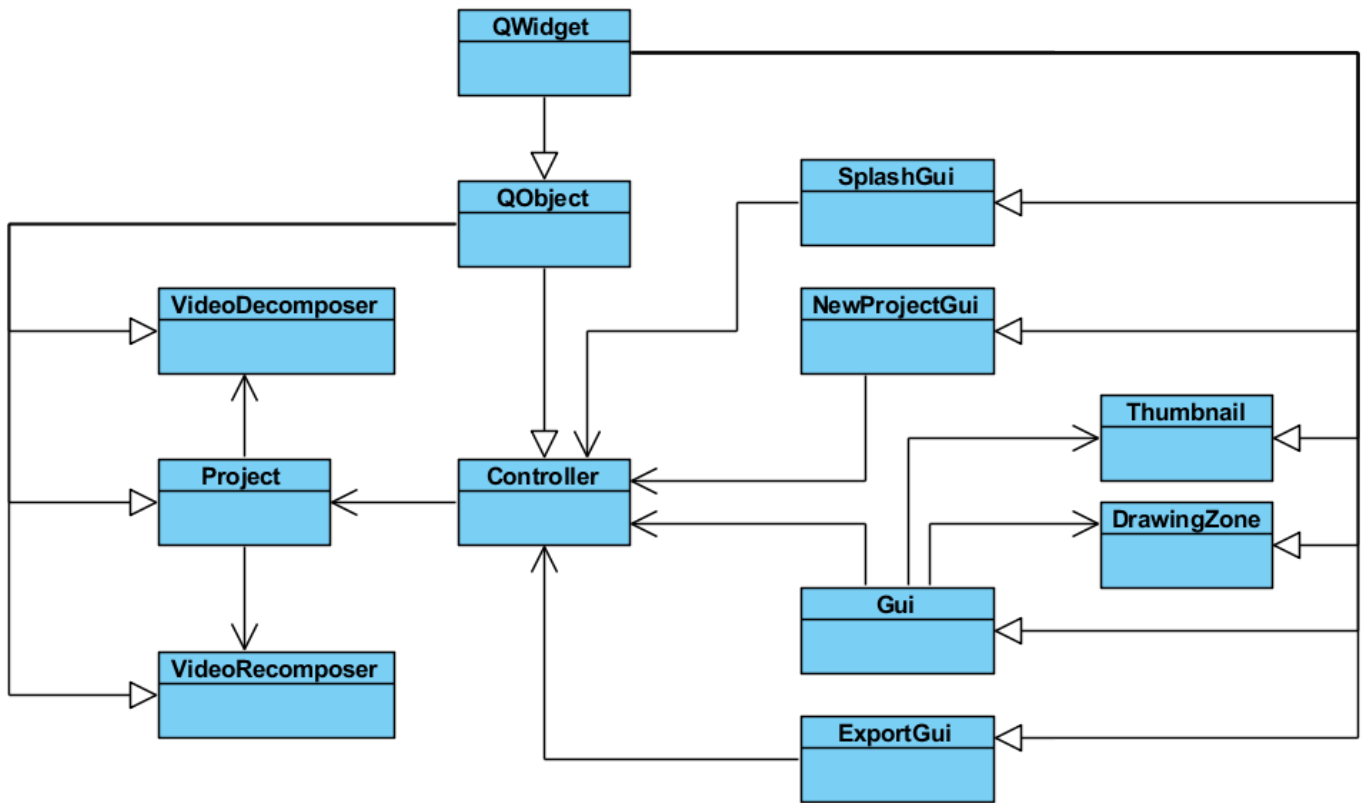 QWidget
SplashGui
QObject
VideoDecomposer
NewProjectGui
Thumbnail
Project
Controller
DrawingZone
Gui
VideoRecomposer
ExportGui